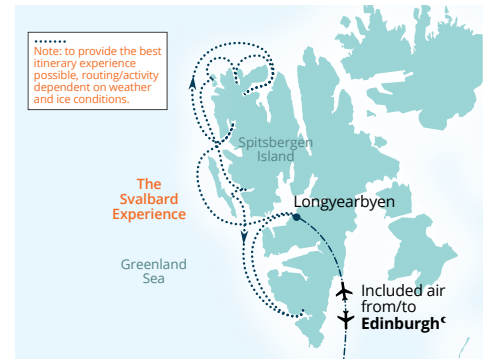 Note: to provide the best
itinerary experience
possible, routing/activity
dependent on weather
and ice conditions.
Spitsbergen
Island
The
Svalbard
Experience
Longyearbyen
Greenland
Sea
Included air
from/to
Edinburghᶜ